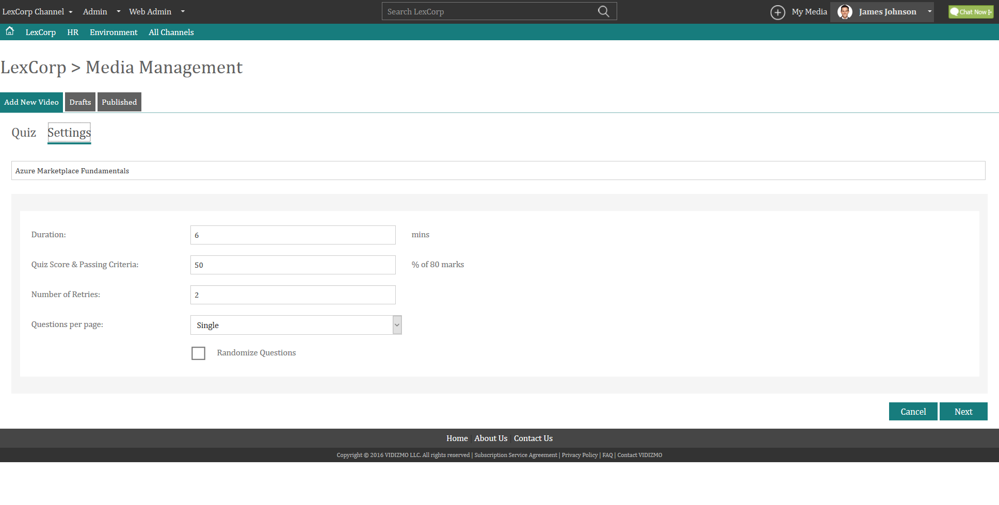 LexCorp Channel Admin Web Admin Search LexCorp My Media James Johnson Chat Now
LexCorp HR Environment All Channels
LexCorp > Media Management
Add New Video Drafts Published
Quiz Settings
Azure Marketplace Fundamentals
Duration: 6 mins
Quiz Score & Passing Criteria: 50 % of 80 marks
Number of Retries: 2
Questions per page: Single
Randomize Questions
Cancel Next
Home | About Us | Contact Us
Copyright © 2016 VIDIZMO LLC. All rights reserved | Subscription Service Agreement | Privacy Policy | FAQ | Contact VIDIZMO